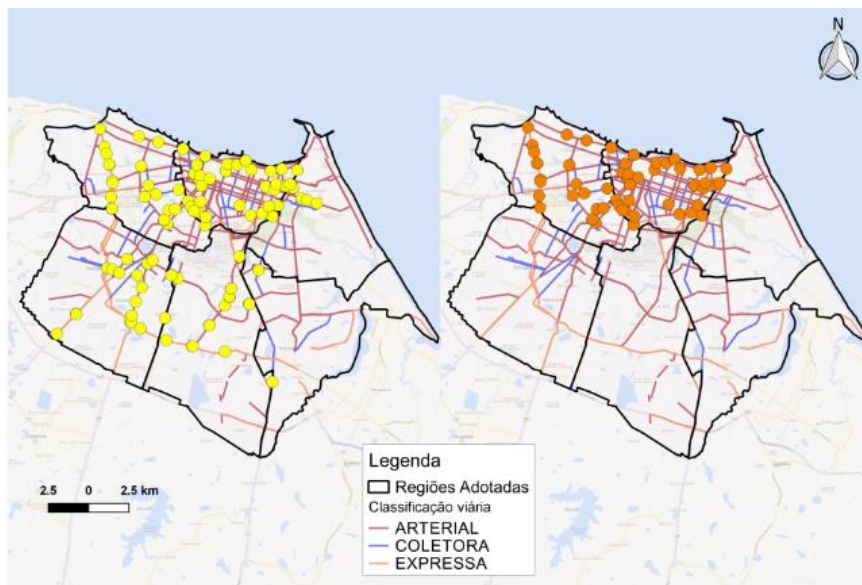 N
Legenda
Regiões Adotadas
Classificação viária
ARTERIAL
COLETORA
EXPRESSA
2.5 0 2.5 km